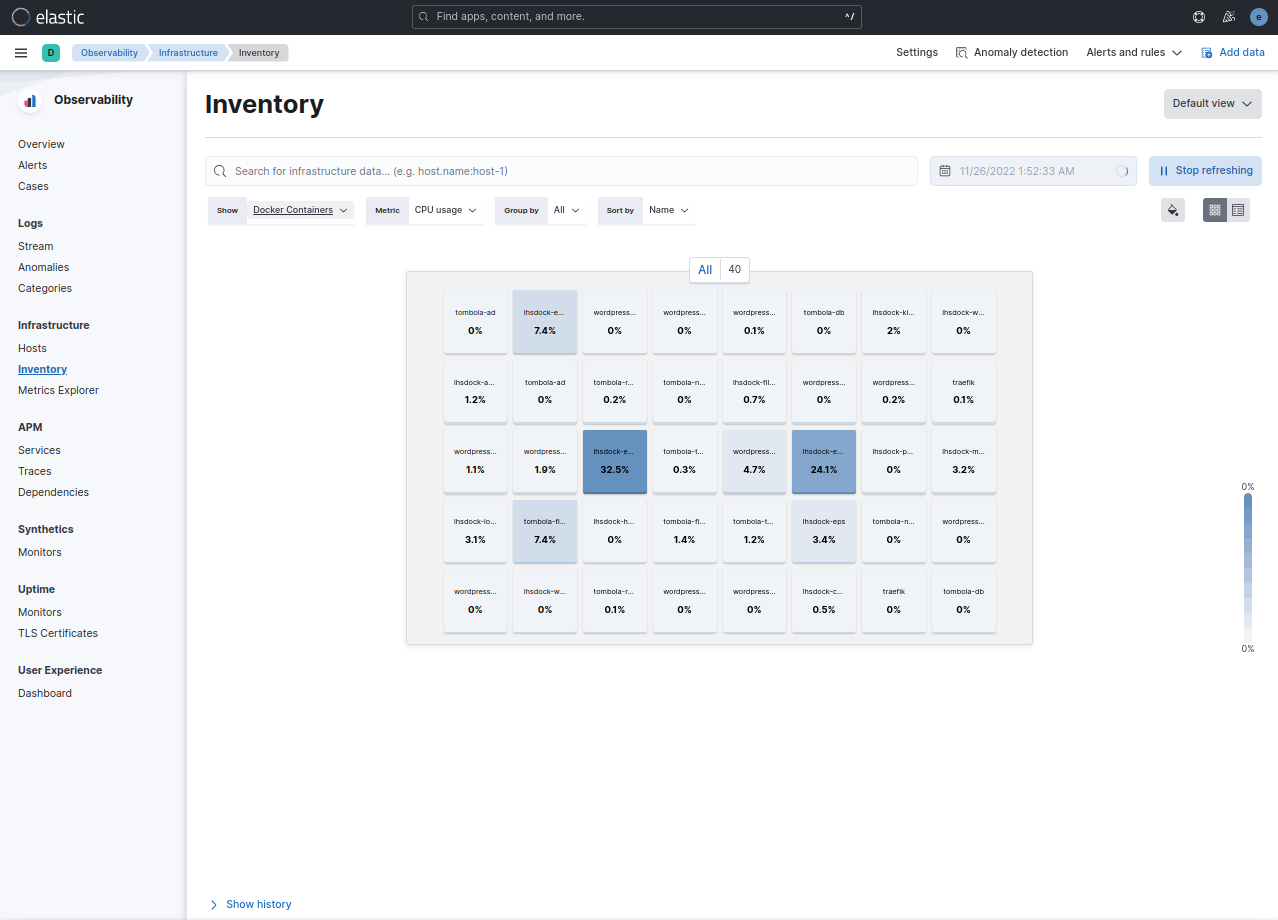 elastic
Find apps, content, and more.
^/
e
D
Observability
Infrastructure
Inventory
Settings
Anomaly detection
Alerts and rules
Add data
Observability
Overview
Alerts
Cases
Logs
Stream
Anomalies
Categories
Infrastructure
Hosts
Inventory
Metrics Explorer
APM
Services
Traces
Dependencies
Synthetics
Monitors
Uptime
Monitors
TLS Certificates
User Experience
Dashboard
Inventory
Default view
Search for infrastructure data… (e.g. host.name:host-1)
11/26/2022 1:52:33 AM
Stop refreshing
Show Docker Containers
Metric CPU usage
Group by All
Sort by Name
All 40
tombola-ad lhsdock-e... wordpress... wordpress... wordpress... tombola-db lhsdock-ki... lhsdock-w...
0% 7.4% 0% 0% 0.1% 0% 2% 0%
lhsdock-a... tombola-ad tombola-r... tombola-n... lhsdock-fil... wordpress... wordpress... traefik
1.2% 0% 0.2% 0% 0.7% 0% 0.2% 0.1%
wordpress... wordpress... lhsdock-e... tombola-t... wordpress... lhsdock-e... lhsdock-p... lhsdock-m...
1.1% 1.9% 32.5% 0.3% 4.7% 24.1% 0% 3.2%
lhsdock-lo... tombola-fl... lhsdock-h... tombola-fl... tombola-t... lhsdock-eps tombola-n... wordpress...
3.1% 7.4% 0% 1.4% 1.2% 3.4% 0% 0%
wordpress... lhsdock-w... tombola-r... wordpress... wordpress... lhsdock-c... traefik tombola-db
0% 0% 0.1% 0% 0% 0.5% 0% 0%
0%
0%
Show history